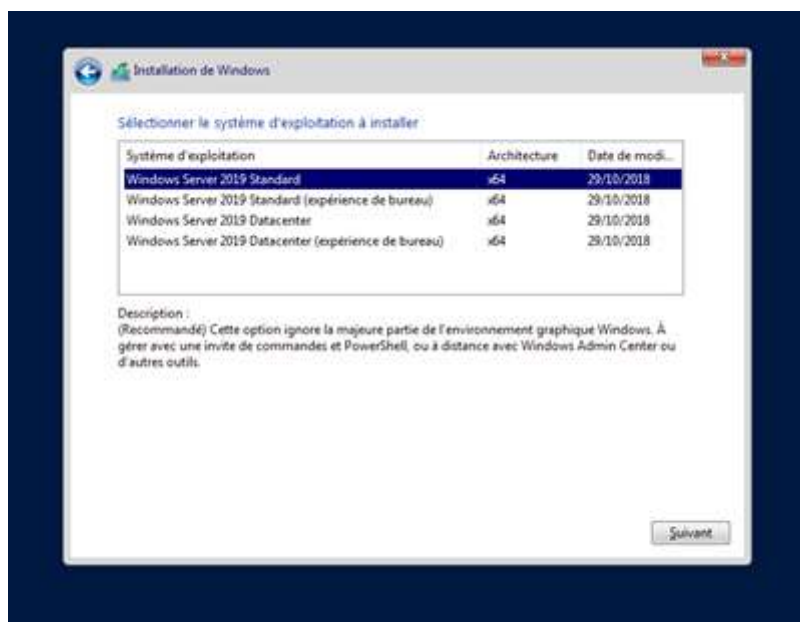 Installation de Windows
Sélectionner le système d'exploitation à installer
Système d'exploitation Architecture Date de modi...
Windows Server 2019 Standard x64 29/10/2018
Windows Server 2019 Standard (expérience de bureau) x64 29/10/2018
Windows Server 2019 Datacenter x64 29/10/2018
Windows Server 2019 Datacenter (expérience de bureau) x64 29/10/2018
Description :
(Recommandé) Cette option ignore la majeure partie de l'environnement graphique Windows. À
gérer avec une invite de commandes et PowerShell, ou à distance avec Windows Admin Center ou
d'autres outils.
Suivant